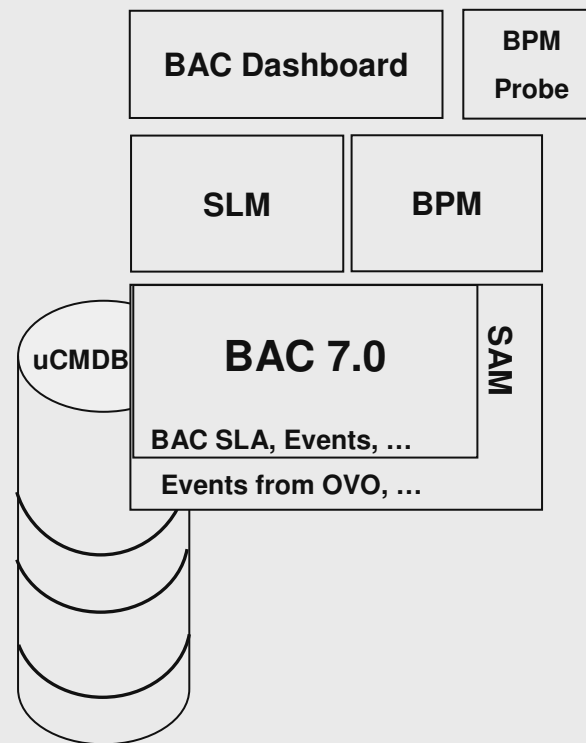 BAC Dashboard
BPM
Probe
SLM
BPM
uCMDB
BAC 7.0
SAM
BAC SLA, Events, …
Events from OVO, …